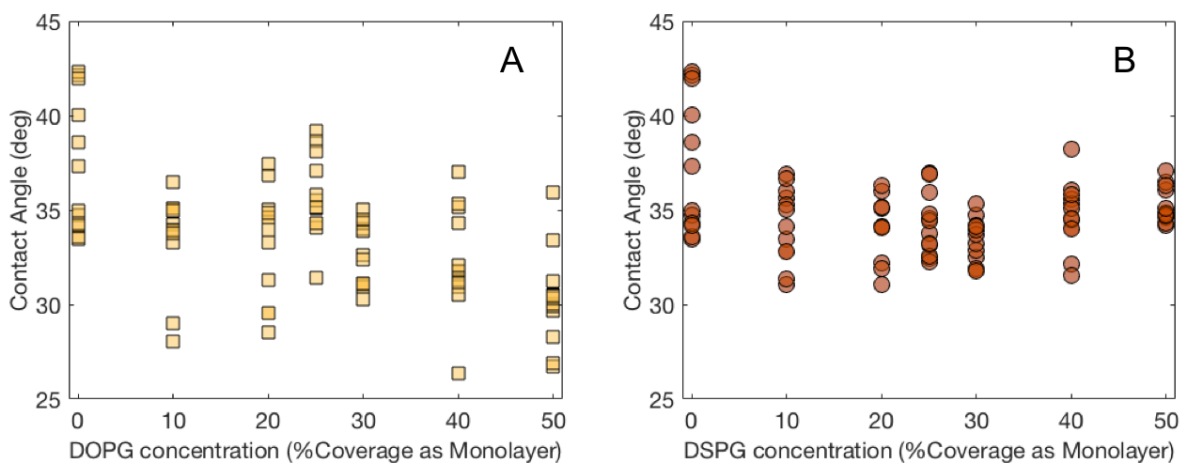 A
45
40
35
30
25
Contact Angle (deg)
0 10 20 30 40 50
DOPG concentration (%Coverage as Monolayer)
B
45
40
35
30
25
Contact Angle (deg)
0 10 20 30 40 50
DSPG concentration (%Coverage as Monolayer)